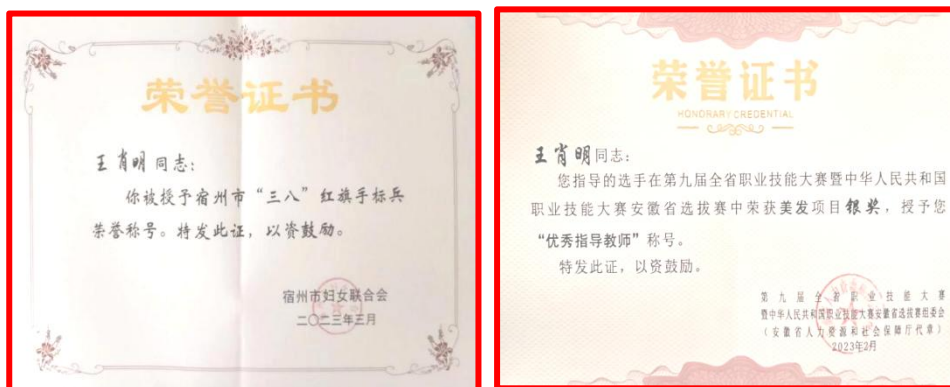 荣誉证书
王肖明同志：
你被授予宿州市“三八”红旗手标兵
荣誉称号。特发此证，以资鼓励。
宿州市妇女联合会
二〇二三年三月
荣誉证书
HONDRARY CREDENTIAL
王肖明同志：
您指导的选手在第九届全省职业技能大赛暨中华人民共和国
职业技能大赛安徽省选拔赛中荣获美发项目银奖，授予您
“优秀指导教师”称号。
特发此证，以资鼓励。
第九届全省职业技能大赛
暨中华人民共和国职业技能大赛安徽省选拔赛组委会
（安徽省人力资源和社会保障厅代章）
2023年2月